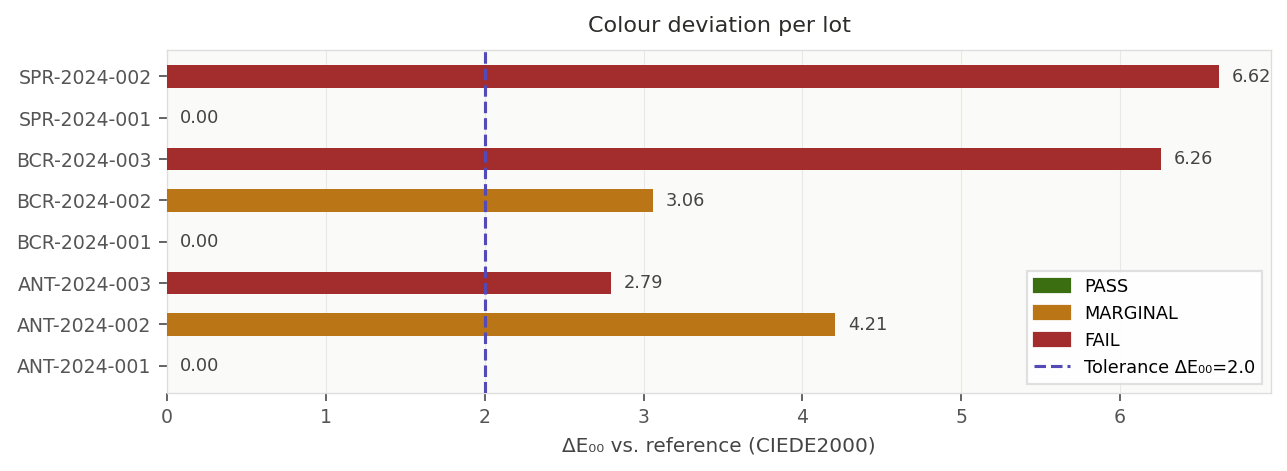 Colour deviation per lot
SPR-2024-002 6.62
SPR-2024-001 0.00
BCR-2024-003 6.26
BCR-2024-002 3.06
BCR-2024-001 0.00
ANT-2024-003 2.79
ANT-2024-002 4.21
ANT-2024-001 0.00
PASS
MARGINAL
FAIL
Tolerance ΔE₀₀=2.0
0 1 2 3 4 5 6
ΔE₀₀ vs. reference (CIEDE2000)